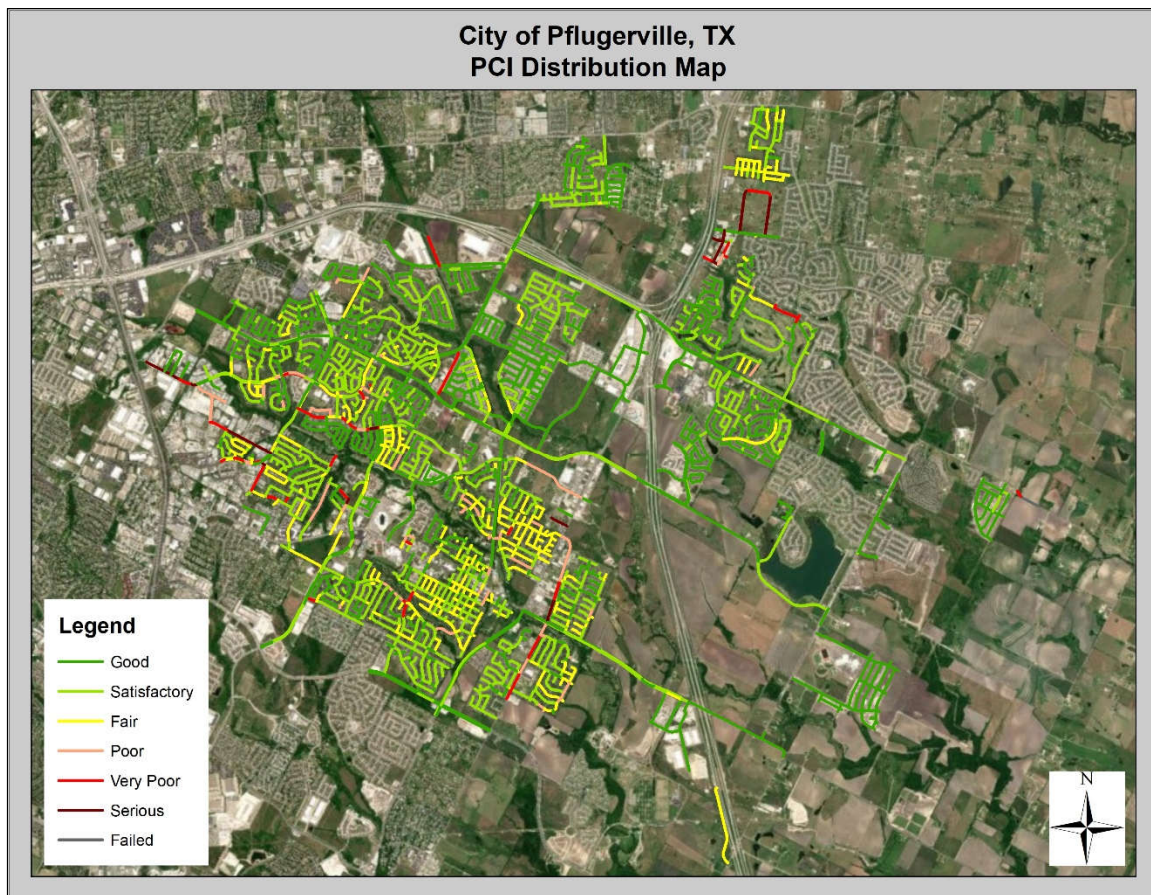 City of Pflugerville, TX
PCI Distribution Map
Legend
Good
Satisfactory
Fair
Poor
Very Poor
Serious
Failed
N